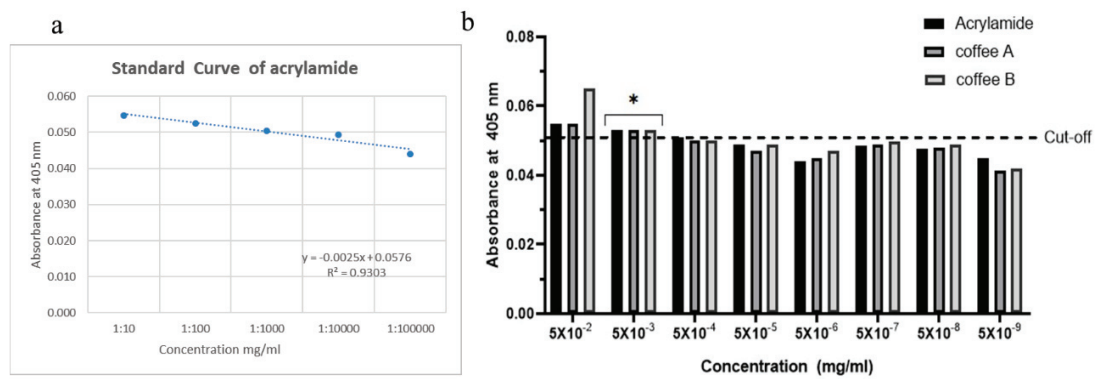 a
Standard Curve of acrylamide
Absorbance at 405 nm
0.060
0.050
0.040
0.030
0.020
0.010
0.000
y = -0.0025x + 0.0576
R² = 0.9303
1:10 1:100 1:1000 1:10000 1:100000
Concentration mg/ml
b
Acrylamide
coffee A
coffee B
Absorbance at 405 nm
0.08
0.06
0.04
0.02
0.00
*
Cut-off
5X10⁻² 5X10⁻³ 5X10⁻⁴ 5X10⁻⁵ 5X10⁻⁶ 5X10⁻⁷ 5X10⁻⁸ 5X10⁻⁹
Concentration (mg/ml)